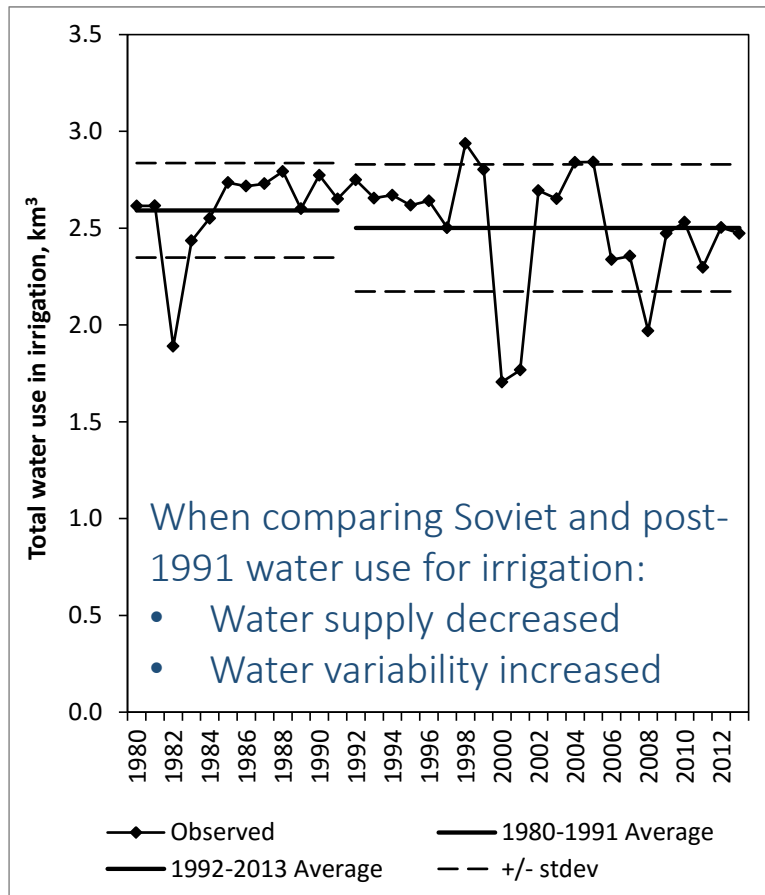 Total water use in irrigation, km³
3.5
3.0
2.5
2.0
1.5
1.0
0.5
0.0
When comparing Soviet and post-
1991 water use for irrigation:
• Water supply decreased
• Water variability increased
1980
1982
1984
1986
1988
1990
1992
1994
1996
1998
2000
2002
2004
2006
2008
2010
2012
Observed
1980-1991 Average
1992-2013 Average
+/- stdev